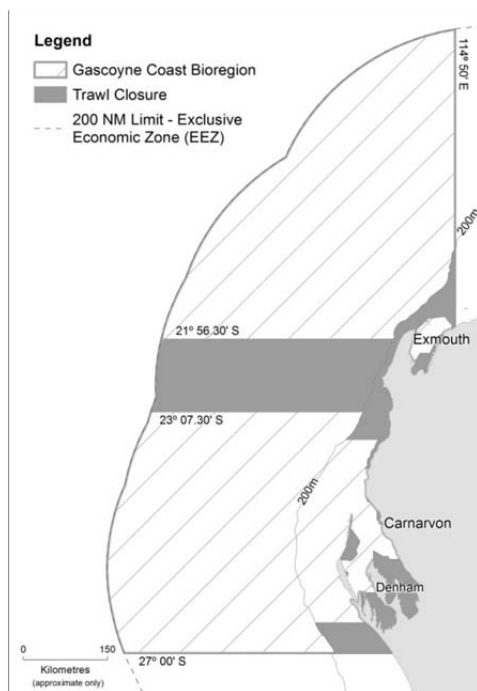 Legend
Gascoyne Coast Bioregion
Trawl Closure
200 NM Limit - Exclusive
Economic Zone (EEZ)
114° 50' E
200m
21° 56.30' S
Exmouth
23° 07.30' S
200m
Carnarvon
Denham
27° 00' S
0 150
Kilometres
(approximate only)